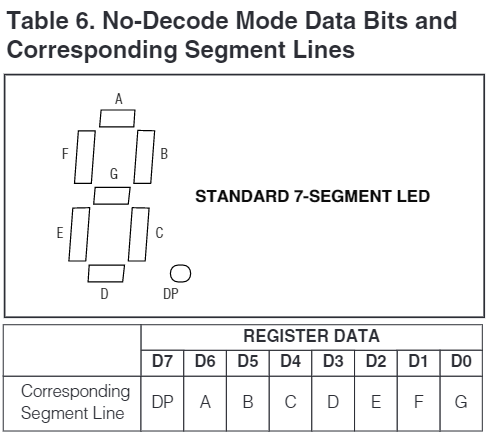 Table 6. No-Decode Mode Data Bits and
Corresponding Segment Lines
A
F
B
G
STANDARD 7-SEGMENT LED
E
C
D
DP
REGISTER DATA
D7 D6 D5 D4 D3 D2 D1 D0
Corresponding
Segment Line
DP A B C D E F G